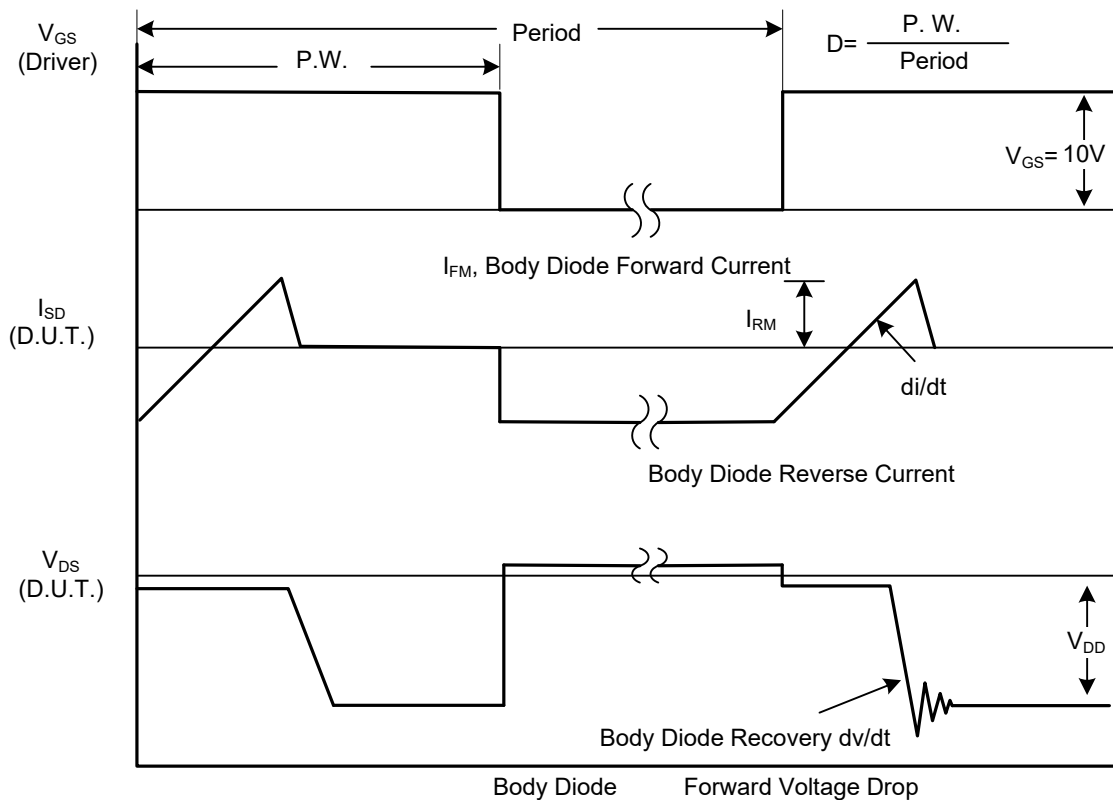 V_GS
(Driver)
Period
P.W.
D= P. W.
Period
V_GS= 10V
I_FM, Body Diode Forward Current
I_SD
(D.U.T.)
I_RM
di/dt
Body Diode Reverse Current
V_DS
(D.U.T.)
V_DD
Body Diode Recovery dv/dt
Body Diode Forward Voltage Drop